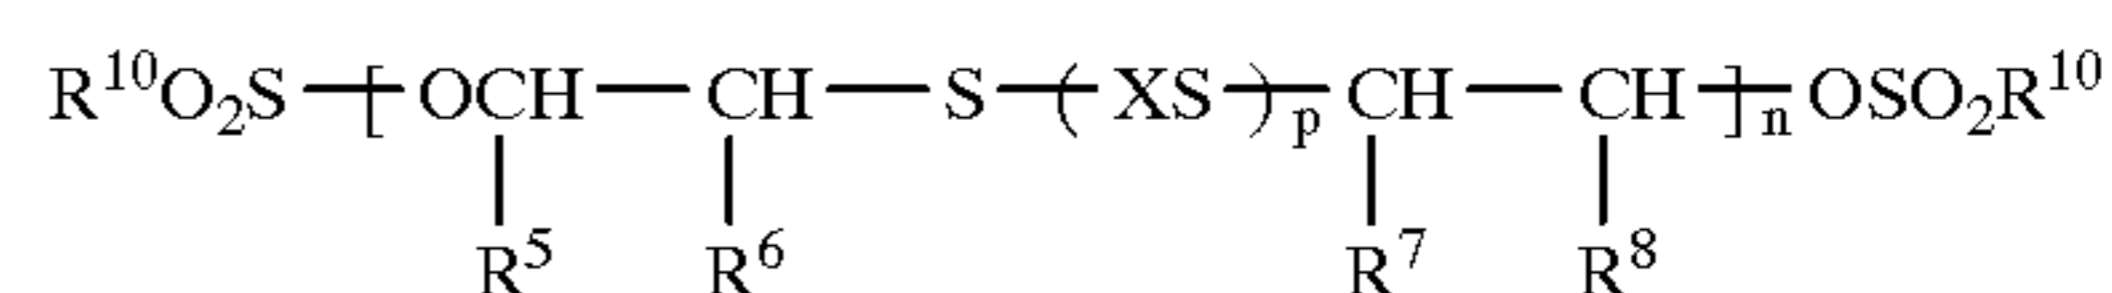 R¹⁰O₂S—[OCH—CH—S—(XS)ₚ—CH—CH]ₙ—OSO₂R¹⁰
R⁵ R⁶ R⁷ R⁸